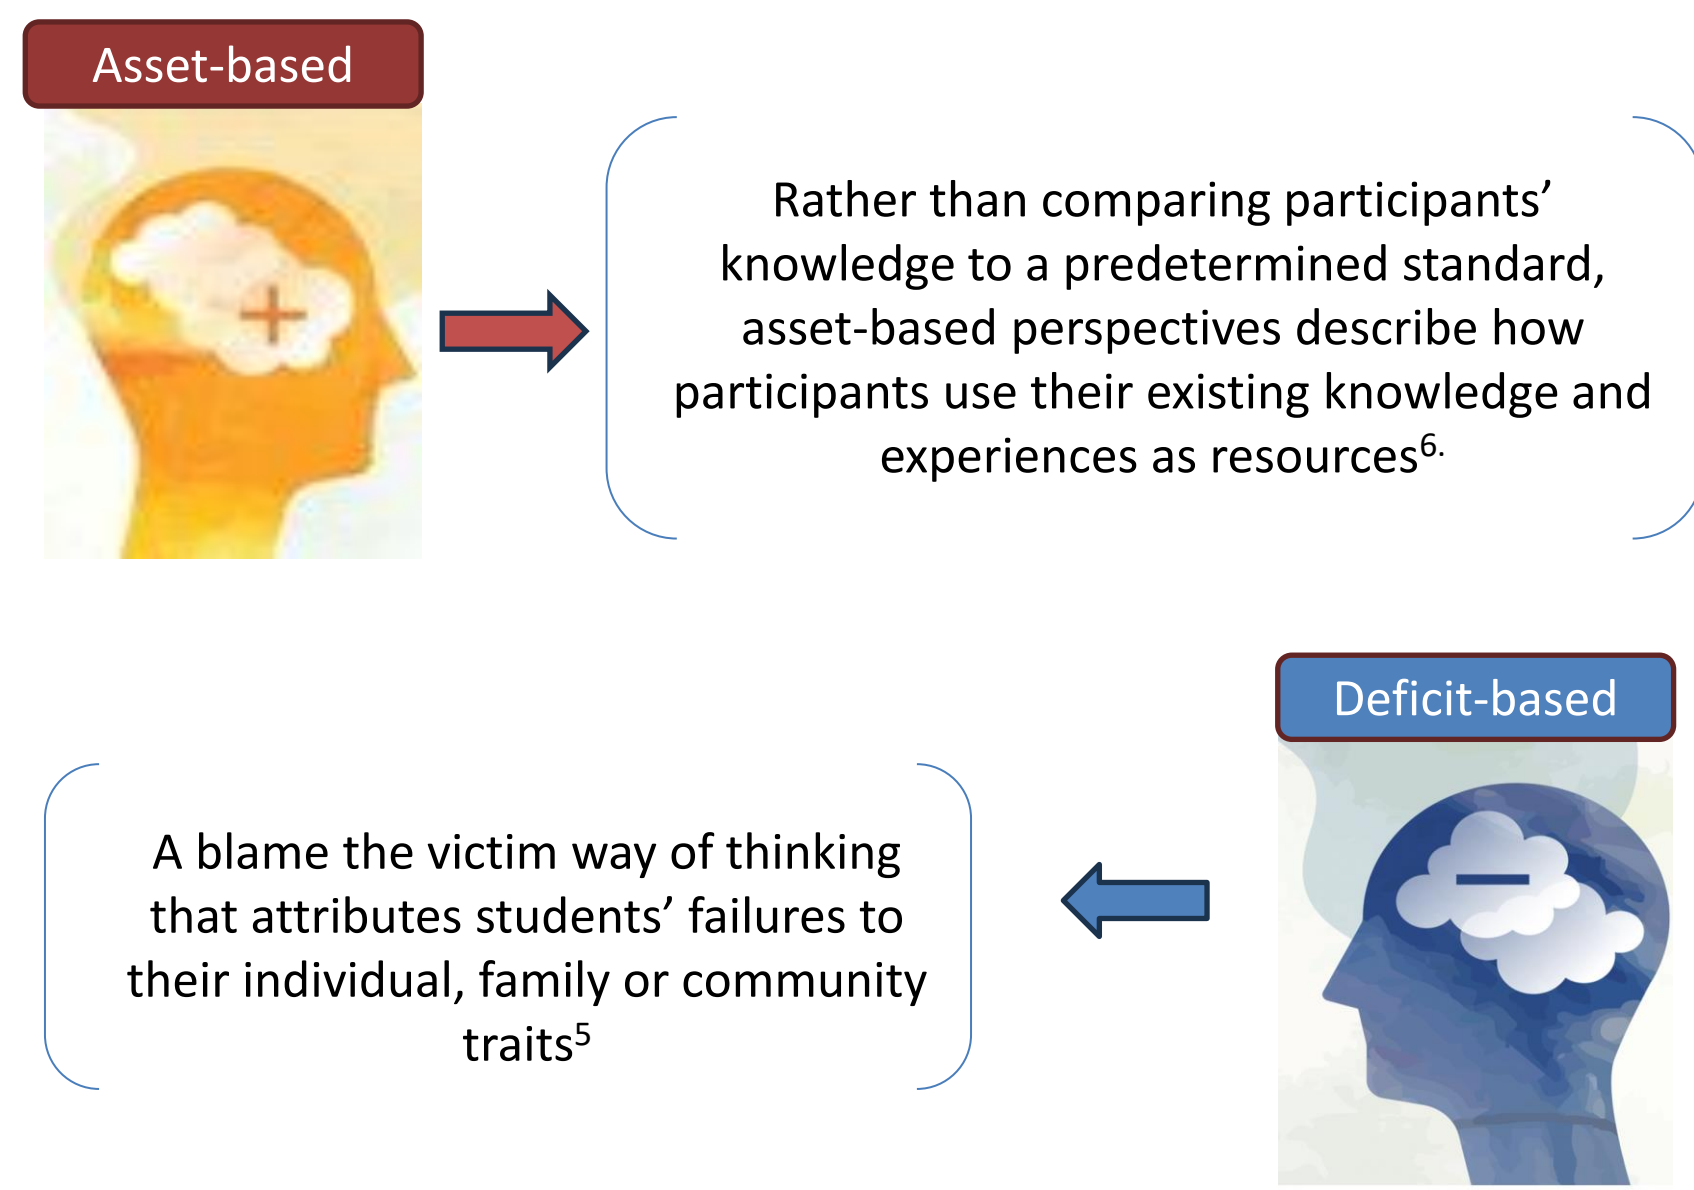 Asset-based
Rather than comparing participants’
knowledge to a predetermined standard,
asset-based perspectives describe how
participants use their existing knowledge and
experiences as resources⁶·
Deficit-based
A blame the victim way of thinking
that attributes students’ failures to
their individual, family or community
traits⁵